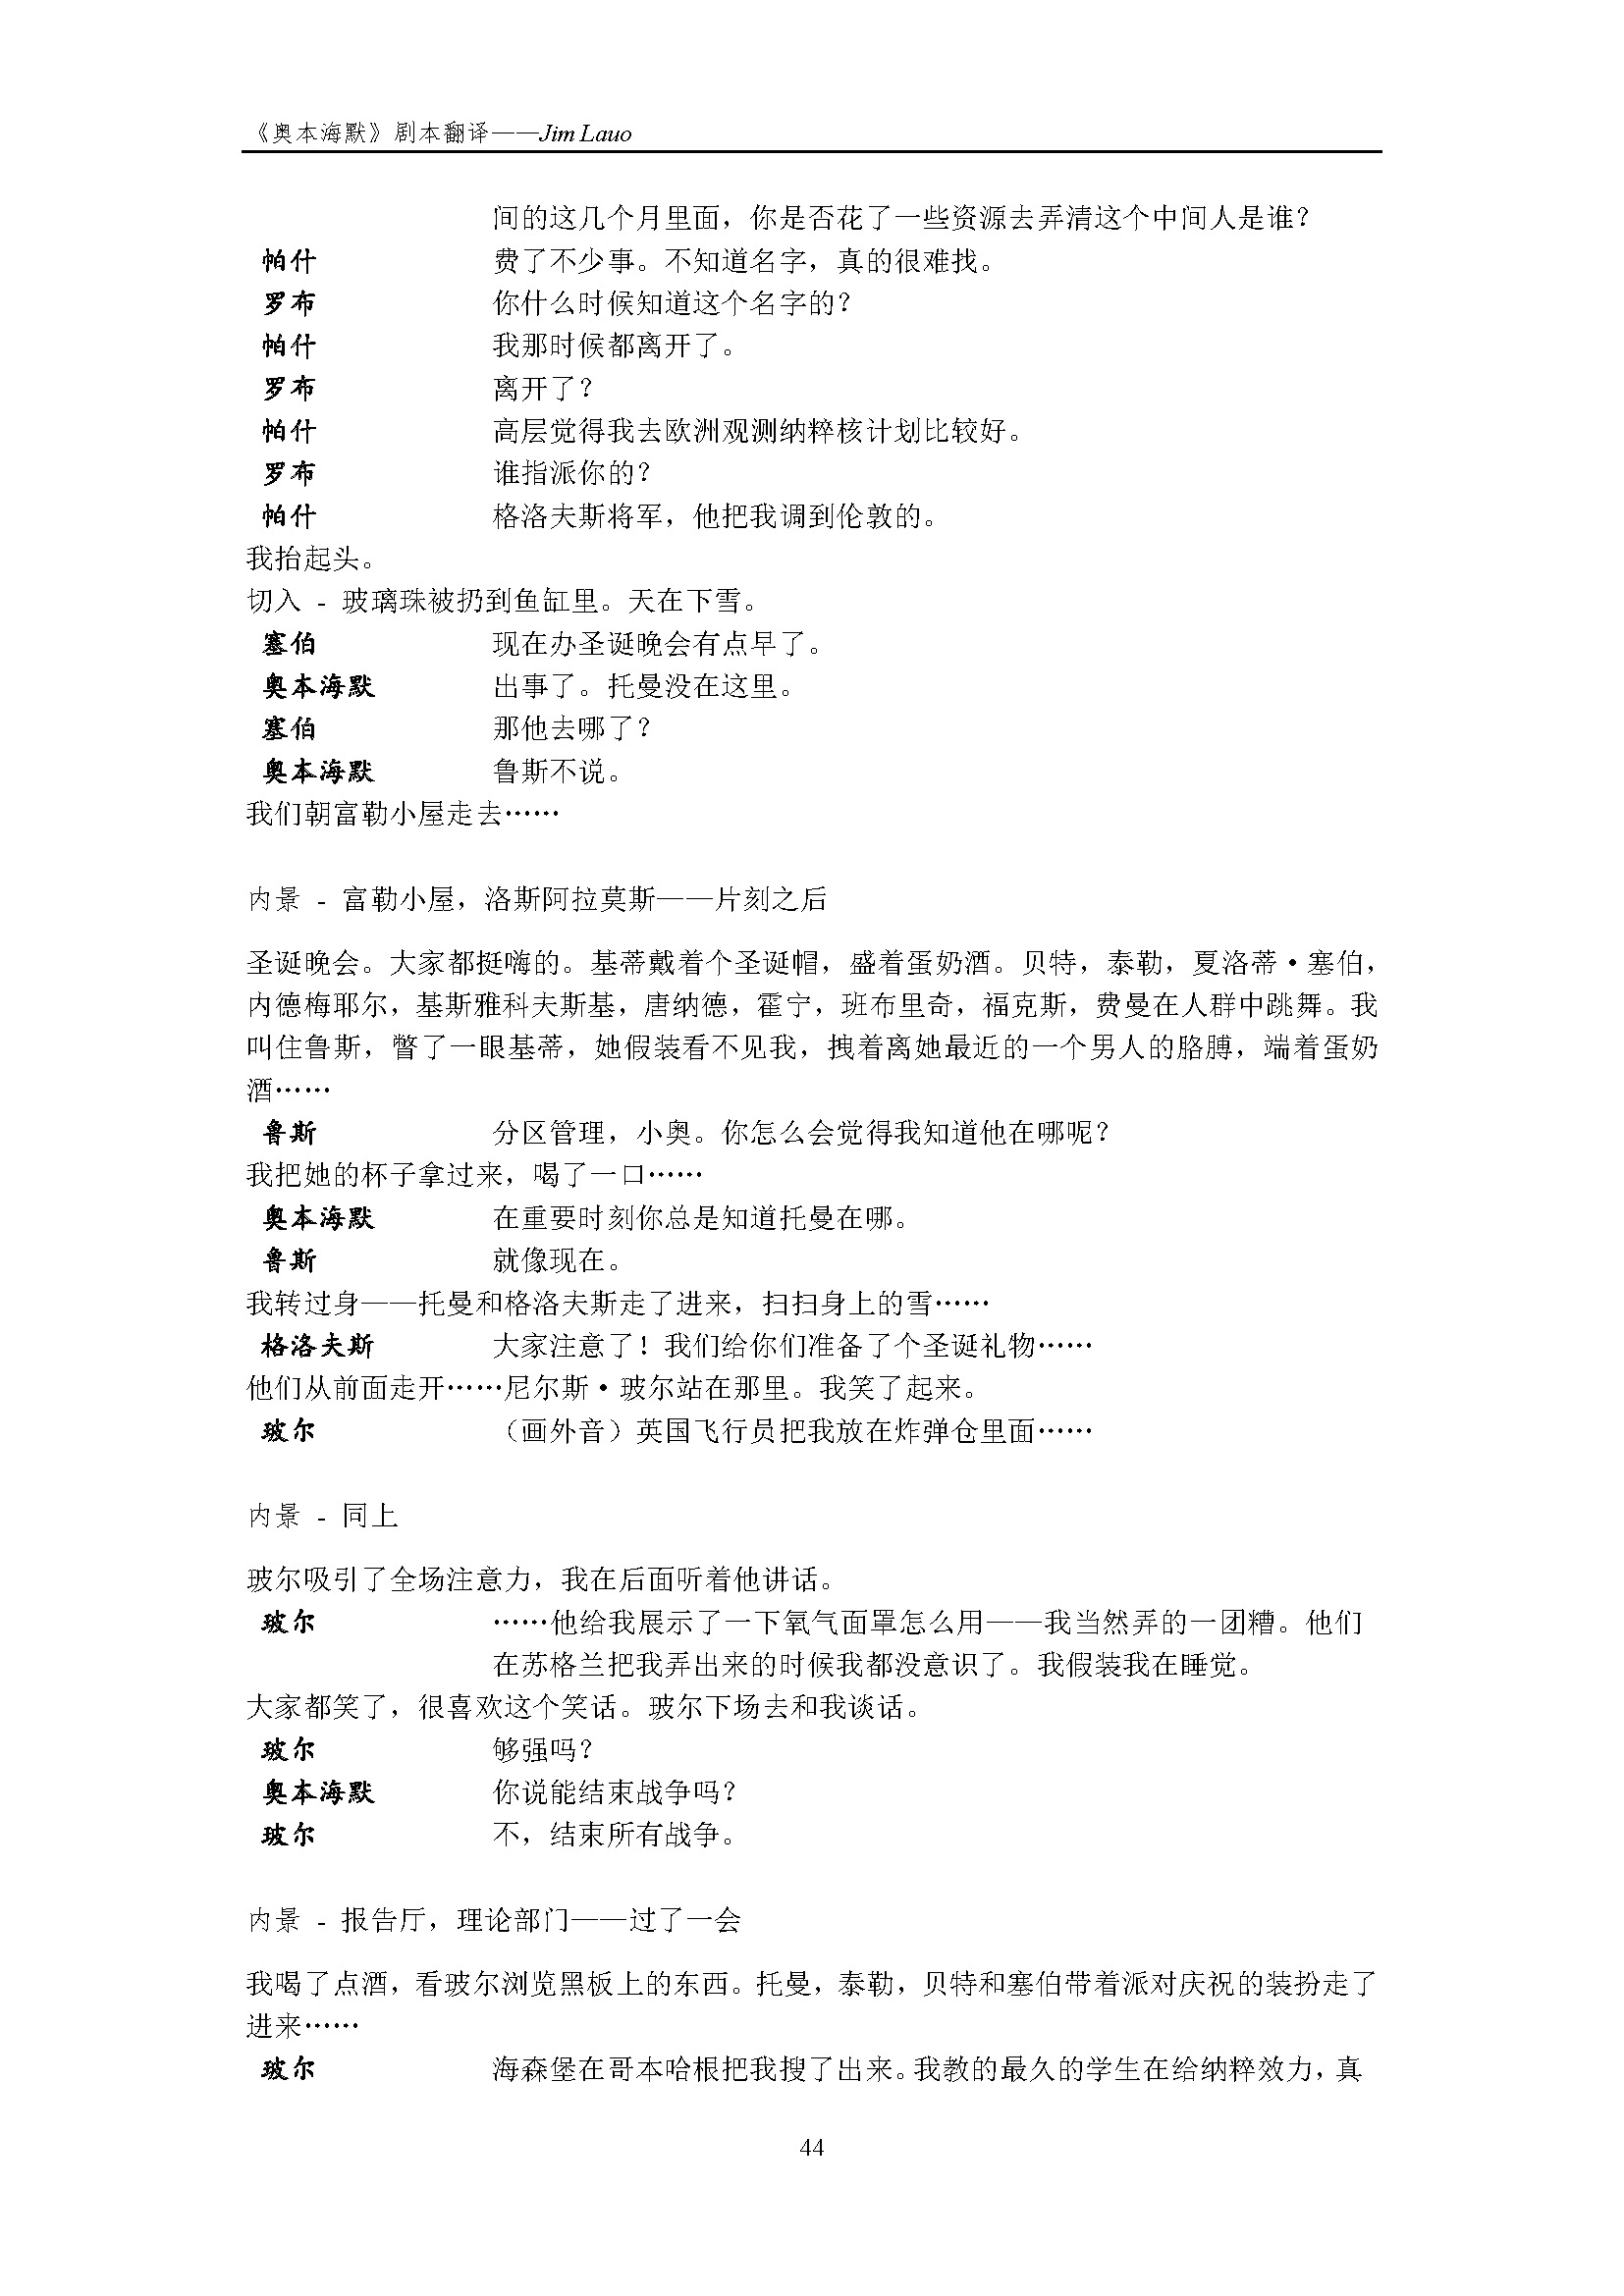 《奥本海默》剧本翻译——Jim Lauo
间的这几个月里面，你是否花了一些资源去弄清这个中间人是谁？
帕什 费了不少事。不知道名字，真的很难找。
罗布 你什么时候知道这个名字的？
帕什 我那时候都离开了。
罗布 离开了？
帕什 高层觉得我去欧洲观测纳粹核计划比较好。
罗布 谁指派你的？
帕什 格洛夫斯将军，他把我调到伦敦的。
我抬起头。
切入 - 玻璃珠被扔到鱼缸里。天在下雪。
塞伯 现在办圣诞晚会有点早了。
奥本海默 出事了。托曼没在这里。
塞伯 那他去哪了？
奥本海默 鲁斯不说。
我们朝富勒小屋走去……
内景 - 富勒小屋，洛斯阿拉莫斯——片刻之后
圣诞晚会。大家都挺嗨的。基蒂戴着个圣诞帽，盛着蛋奶酒。贝特，泰勒，夏洛蒂·塞伯，
内德梅耶尔，基斯雅科夫斯基，唐纳德，霍宁，班布里奇，福克斯，费曼在人群中跳舞。我
叫住鲁斯，瞥了一眼基蒂，她假装看不见我，拽着离她最近的一个男人的胳膊，端着蛋奶
酒……
鲁斯 分区管理，小奥。你怎么会觉得我知道他在哪呢？
我把她的杯子拿过来，喝了一口……
奥本海默 在重要时刻你总是知道托曼在哪。
鲁斯 就像现在。
我转过身——托曼和格洛夫斯走了进来，扫扫身上的雪……
格洛夫斯 大家注意了！我们给你们准备了个圣诞礼物……
他们从前面走开……尼尔斯·玻尔站在那里。我笑了起来。
玻尔 （画外音）英国飞行员把我放在炸弹仓里面……
内景 - 同上
玻尔吸引了全场注意力，我在后面听着他讲话。
玻尔 ……他给我展示了一下氧气面罩怎么用——我当然弄的一团糟。他们
在苏格兰把我弄出来的时候我都没意识了。我假装我在睡觉。
大家都笑了，很喜欢这个笑话。玻尔下场去和我谈话。
玻尔 够强吗？
奥本海默 你说能结束战争吗？
玻尔 不，结束所有战争。
内景 - 报告厅，理论部门——过了一会
我喝了点酒，看玻尔浏览黑板上的东西。托曼，泰勒，贝特和塞伯带着派对庆祝的装扮走了
进来……
玻尔 海森堡在哥本哈根把我搜了出来。我教的最久的学生在给纳粹效力，真
44